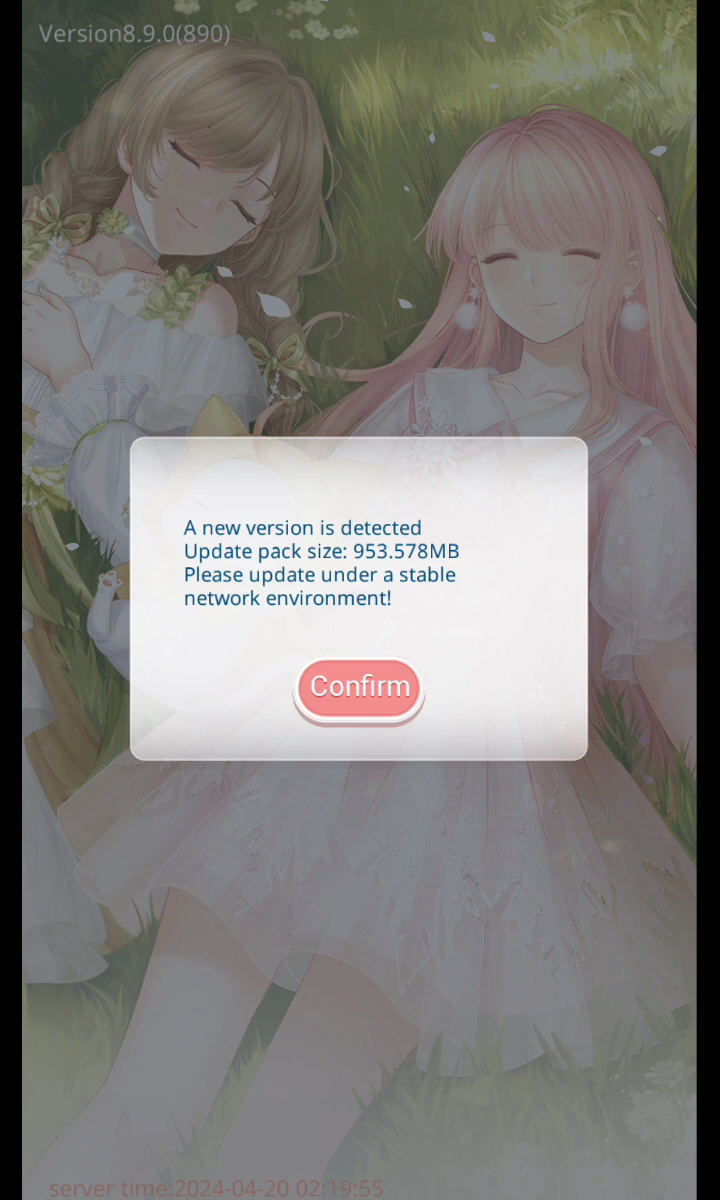 Version8.9.0(890)
A new version is detected
Update pack size: 953.578MB
Please update under a stable
network environment!
Confirm
server time:2024-04-20 02:19:55